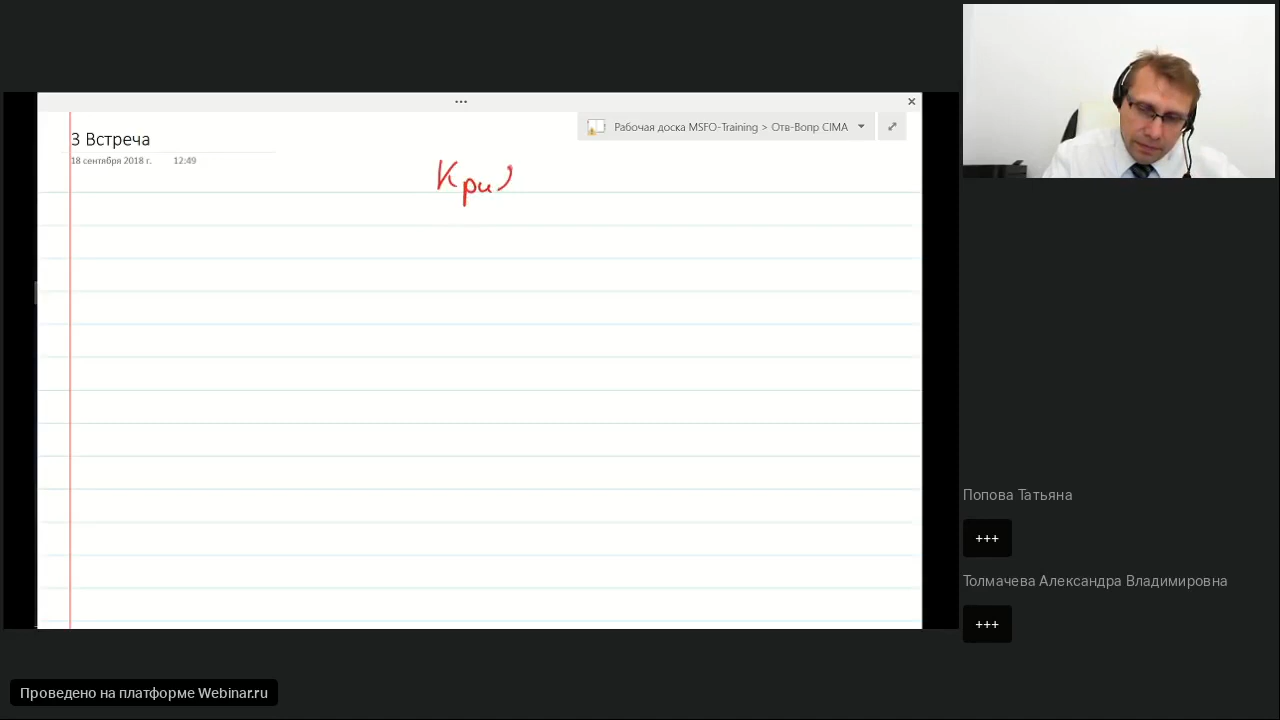 3 Встреча
18 сентября 2018 г. 12:49
Рабочая доска MSFO-Training > Отв-Вопр CIMA
Попова Татьяна
+++
Толмачева Александра Владимировна
+++
Проведено на платформе Webinar.ru